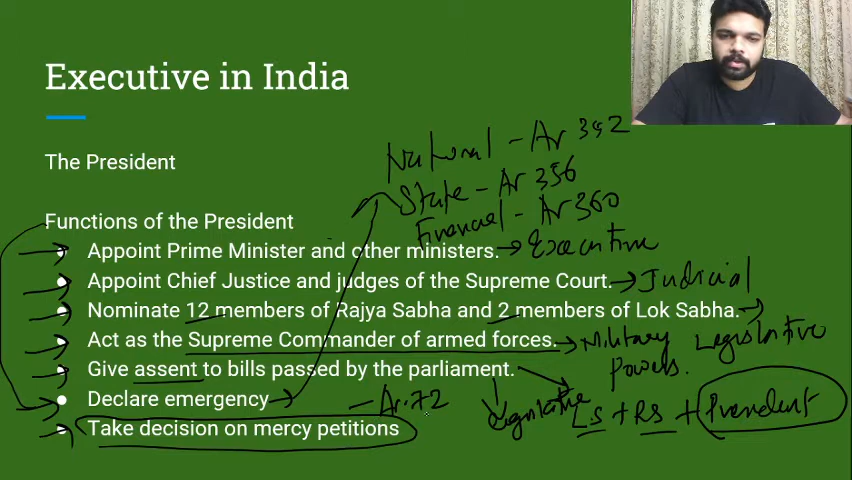 Executive in India
National - Ar 352
The President
State - Ar 356
Financial - Ar 360
Functions of the President
Appoint Prime Minister and other ministers. → Executive
Appoint Chief Justice and judges of the Supreme Court. → Judicial
Nominate 12 members of Rajya Sabha and 2 members of Lok Sabha. →
Legislative
Act as the Supreme Commander of armed forces. → Military
Powers.
Give assent to bills passed by the parliament.
Declare emergency
- Ar. 72
Legislative
LS + RS + President
Take decision on mercy petitions